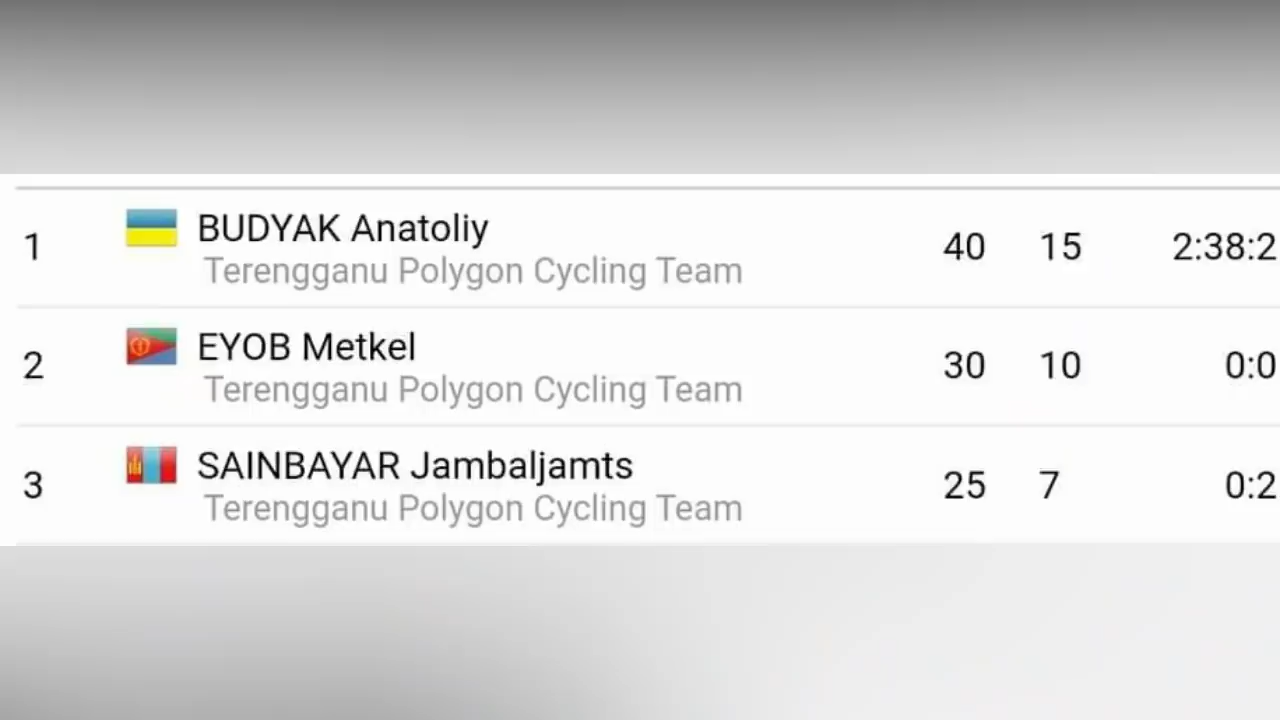 1 BUDYAK Anatoliy 40 15 2:38:2
Terengganu Polygon Cycling Team
2 EYOB Metkel 30 10 0:0
Terengganu Polygon Cycling Team
3 SAINBAYAR Jambaljamts 25 7 0:2
Terengganu Polygon Cycling Team